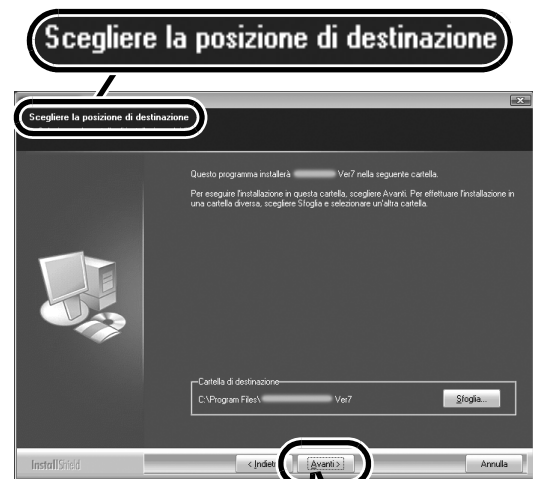 Scegliere la posizione di destinazione
Scegliere la posizione di destinazione
Questo programma installerà Ver7 nella seguente cartella.
Per eseguire l'installazione in questa cartella, scegliere Avanti. Per effettuare l'installazione in
una cartella diversa, scegliere Sfoglia e selezionare un'altra cartella.
Cartella di destinazione
C:\Program Files\ Ver7
Sfoglia...
InstallShield
< Indietro
Avanti >
Annulla